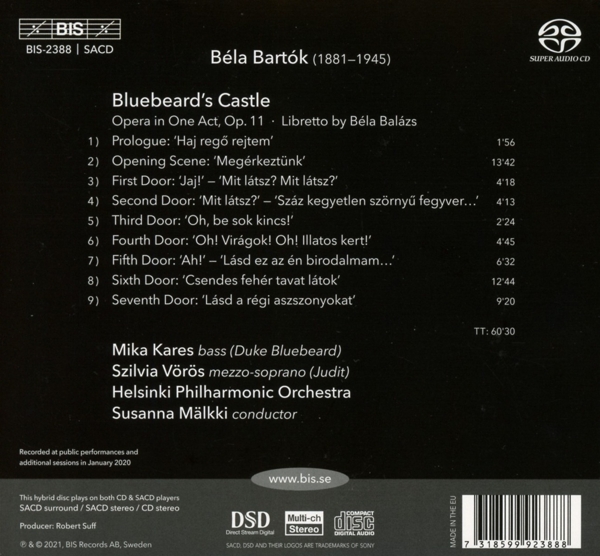 BIS
BIS-2388 | SACD
SUPER AUDIO CD
Béla Bartók (1881–1945)
Bluebeard's Castle
Opera in One Act, Op. 11 · Libretto by Béla Balázs
1) Prologue: 'Haj regő rejtem' 1'56
2) Opening Scene: 'Megérkeztünk' 13'42
3) First Door: 'Jaj!' – 'Mit látsz? Mit látsz?' 4'18
4) Second Door: 'Mit látsz?' – 'Száz kegyetlen szörnyű fegyver...' 4'13
5) Third Door: 'Oh, be sok kincs!' 2'24
6) Fourth Door: 'Oh! Virágok! Oh! Illatos kert!' 4'45
7) Fifth Door: 'Ah!' – 'Lásd ez az én birodalmam...' 6'32
8) Sixth Door: 'Csendes fehér tavat látok' 12'44
9) Seventh Door: 'Lásd a régi aszszonyokat' 9'20
TT: 60'30
Mika Kares bass (Duke Bluebeard)
Szilvia Vörös mezzo-soprano (Judit)
Helsinki Philharmonic Orchestra
Susanna Mälkki conductor
Recorded at public performances and
additional sessions in January 2020
www.bis.se
This hybrid disc plays on both CD & SACD players
SACD surround / SACD stereo / CD stereo
Producer: Robert Suff
℗ & © 2021, BIS Records AB, Sweden
DSD
Direct Stream Digital
Multi-ch
Stereo
COMPACT
disc
DIGITAL AUDIO
SACD, DSD AND THEIR LOGOS ARE TRADEMARKS OF SONY
MADE IN THE EU
7 318599 923888